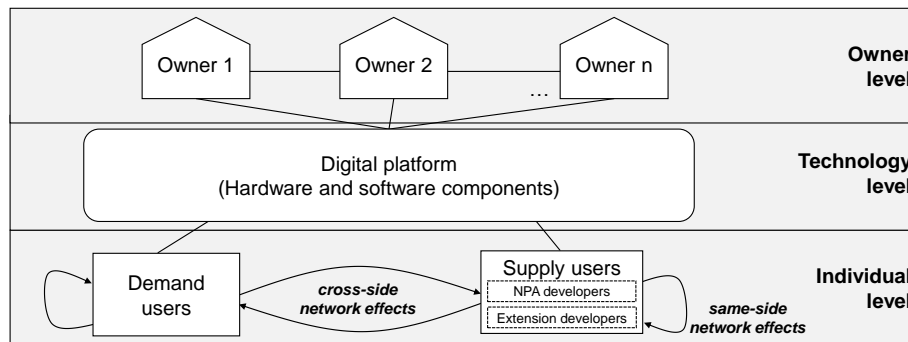 Owner 1
Owner 2
Owner n
...
Owner
level
Digital platform
(Hardware and software components)
Technology
level
Demand
users
cross-side
network effects
Supply users
NPA developers
Extension developers
same-side
network effects
Individual
level